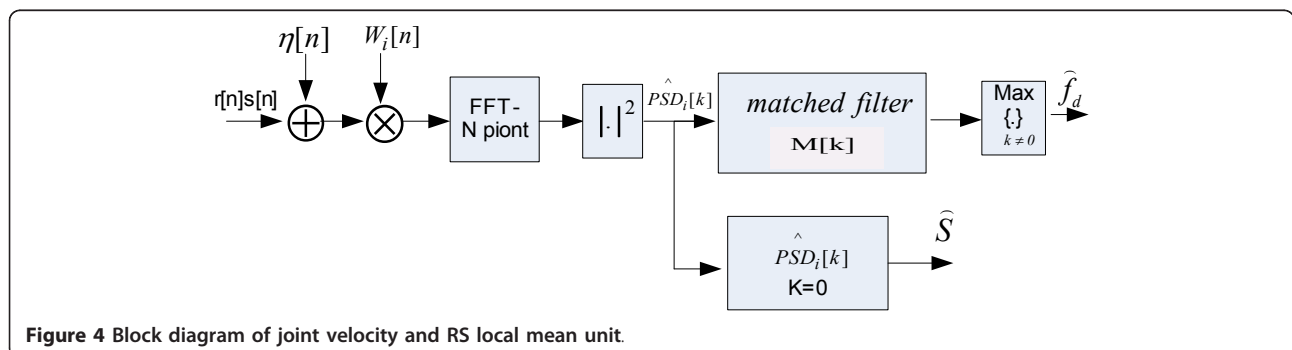 η[n]
W_i[n]
r[n]s[n]
FFT-
N piont
|.|²
^
PSD_i[k]
matched filter
M[k]
Max
{.}
k ≠ 0
f̂_d
^
PSD_i[k]
K=0
Ŝ
Figure 4 Block diagram of joint velocity and RS local mean unit.